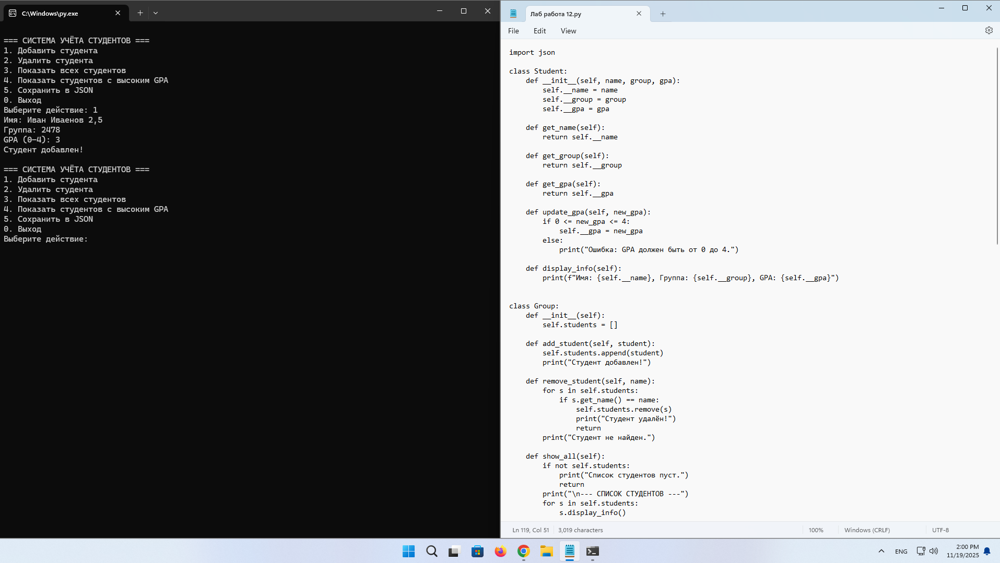 C:\Windows\py.exe
=== СИСТЕМА УЧЁТА СТУДЕНТОВ ===
1. Добавить студента
2. Удалить студента
3. Показать всех студентов
4. Показать студентов с высоким GPA
5. Сохранить в JSON
0. Выход
Выберите действие: 1
Имя: Иван Иваенов 2,5
Группа: 2478
GPA (0–4): 3
Студент добавлен!
=== СИСТЕМА УЧЁТА СТУДЕНТОВ ===
1. Добавить студента
2. Удалить студента
3. Показать всех студентов
4. Показать студентов с высоким GPA
5. Сохранить в JSON
0. Выход
Выберите действие:
Лаб работа 12.py
File Edit View
import json
class Student:
def __init__(self, name, group, gpa):
self.__name = name
self.__group = group
self.__gpa = gpa
def get_name(self):
return self.__name
def get_group(self):
return self.__group
def get_gpa(self):
return self.__gpa
def update_gpa(self, new_gpa):
if 0 <= new_gpa <= 4:
self.__gpa = new_gpa
else:
print("Ошибка: GPA должен быть от 0 до 4.")
def display_info(self):
print(f"Имя: {self.__name}, Группа: {self.__group}, GPA: {self.__gpa}")
class Group:
def __init__(self):
self.students = []
def add_student(self, student):
self.students.append(student)
print("Студент добавлен!")
def remove_student(self, name):
for s in self.students:
if s.get_name() == name:
self.students.remove(s)
print("Студент удалён!")
return
print("Студент не найден.")
def show_all(self):
if not self.students:
print("Список студентов пуст.")
return
print("\n--- СПИСОК СТУДЕНТОВ ---")
for s in self.students:
s.display_info()
Ln 119, Col 51 3,019 characters 100% Windows (CRLF) UTF-8
ENG
2:00 PM
11/19/2025